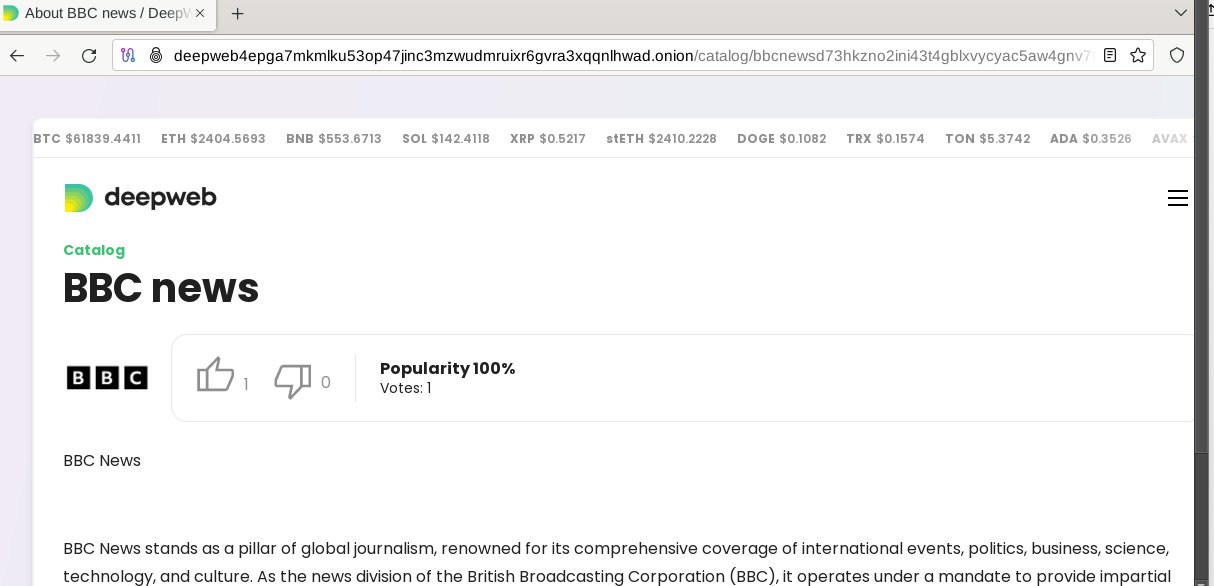 About BBC news / DeepW
deepweb4epga7mkmlku53op47jinc3mzwudmruixr6gvra3xqqnlhwad.onion/catalog/bbcnewsd73hkzno2ini43t4gblxvycyac5aw4gnv7
BTC $61839.4411 ETH $2404.5693 BNB $553.6713 SOL $142.4118 XRP $0.5217 stETH $2410.2228 DOGE $0.1082 TRX $0.1574 TON $5.3742 ADA $0.3526 AVAX
deepweb
Catalog
BBC news
BBC
1
0
Popularity 100%
Votes: 1
BBC News
BBC News stands as a pillar of global journalism, renowned for its comprehensive coverage of international events, politics, business, science,
technology, and culture. As the news division of the British Broadcasting Corporation (BBC), it operates under a mandate to provide impartial